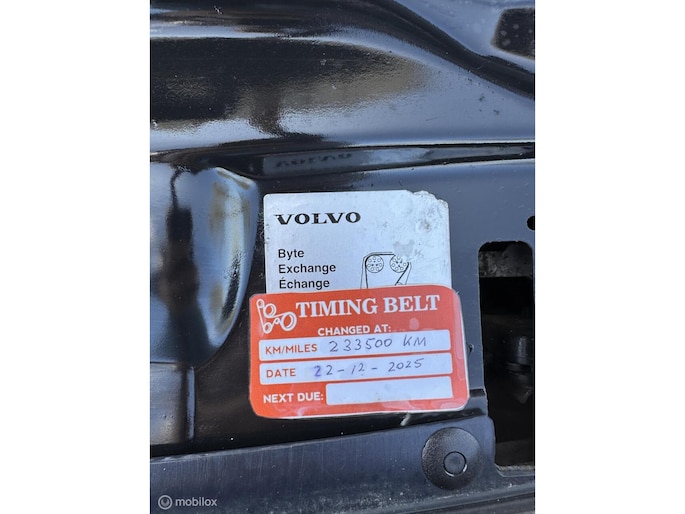 VOLVO
Byte
Exchange
Échange
TIMING BELT
CHANGED AT:
KM/MILES 233500 KM
DATE 22-12-2025
NEXT DUE:
mobilox